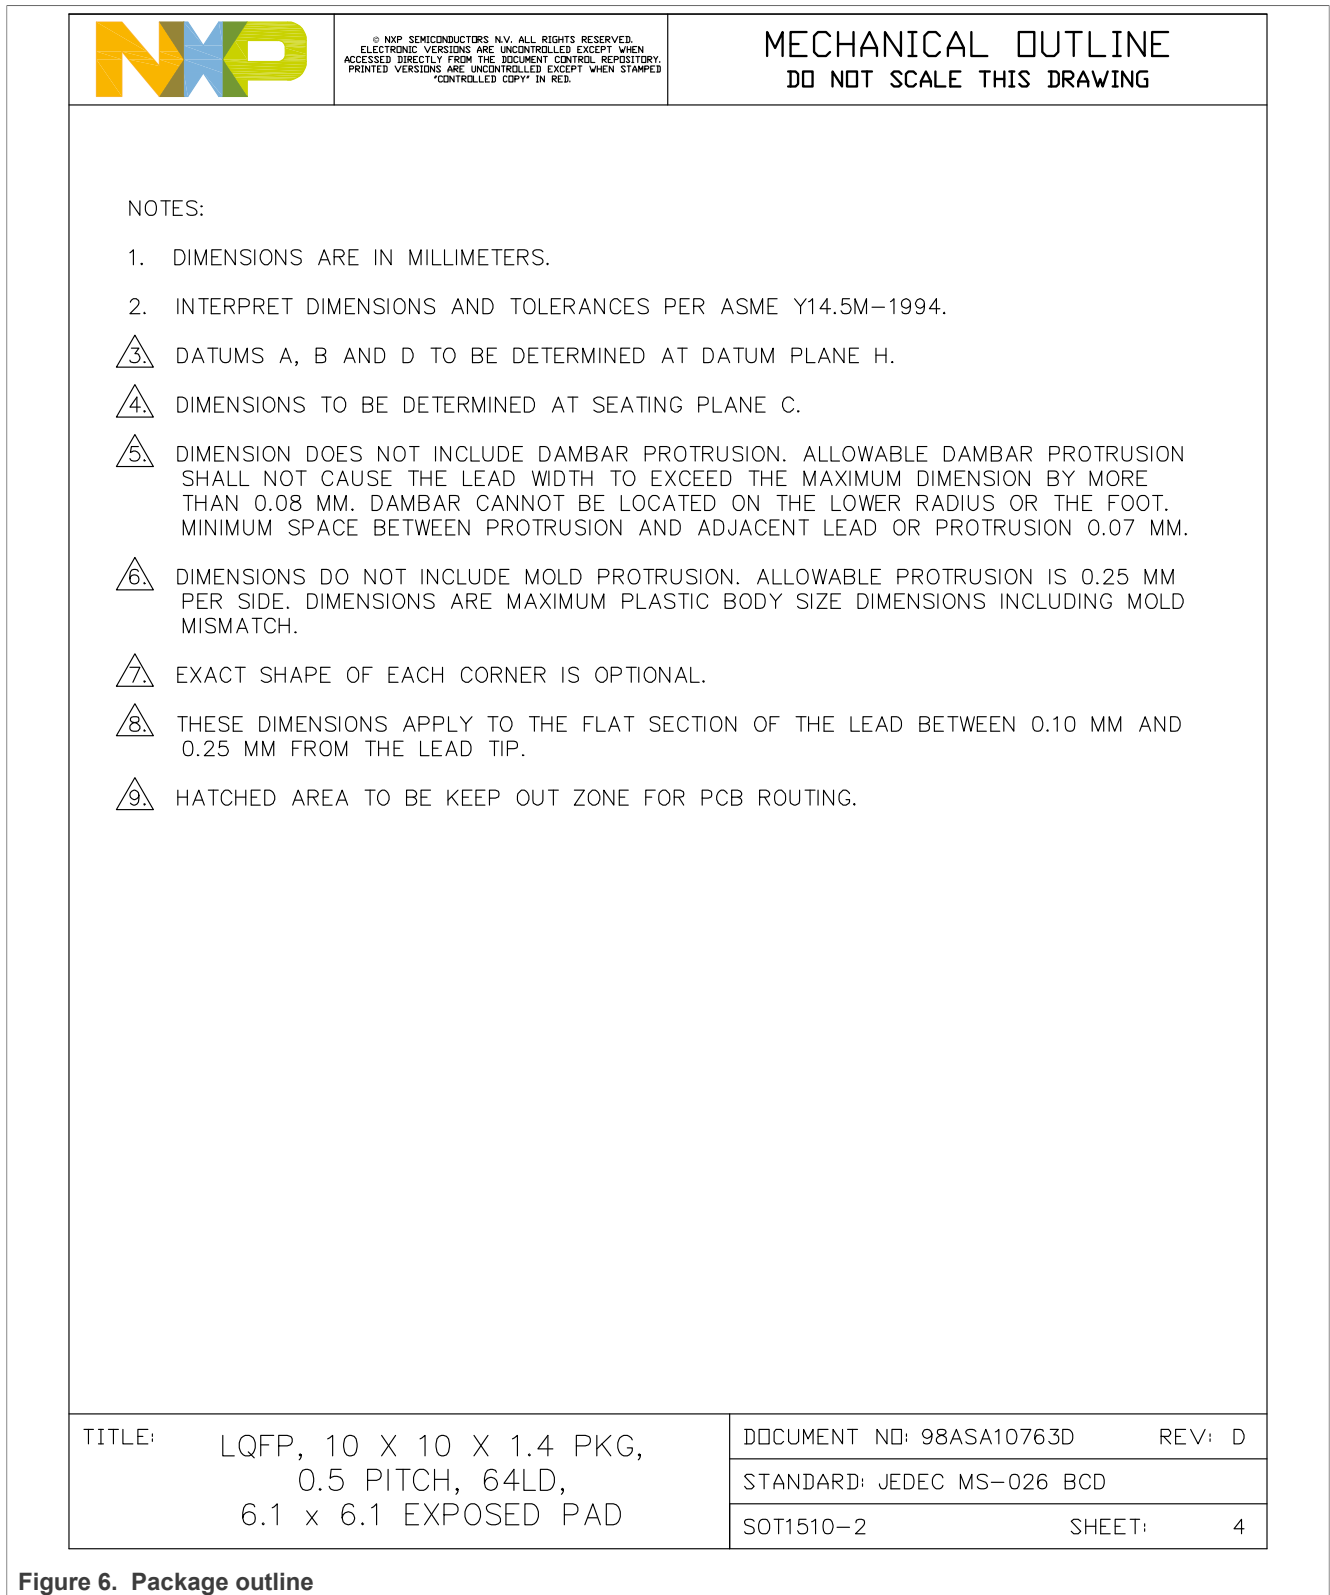 NXP
© NXP SEMICONDUCTORS N.V. ALL RIGHTS RESERVED.
ELECTRONIC VERSIONS ARE UNCONTROLLED EXCEPT WHEN
ACCESSED DIRECTLY FROM THE DOCUMENT CONTROL REPOSITORY.
PRINTED VERSIONS ARE UNCONTROLLED EXCEPT WHEN STAMPED
"CONTROLLED COPY" IN RED.
MECHANICAL OUTLINE
DO NOT SCALE THIS DRAWING
NOTES:
1. DIMENSIONS ARE IN MILLIMETERS.
2. INTERPRET DIMENSIONS AND TOLERANCES PER ASME Y14.5M-1994.
3. DATUMS A, B AND D TO BE DETERMINED AT DATUM PLANE H.
4. DIMENSIONS TO BE DETERMINED AT SEATING PLANE C.
5. DIMENSION DOES NOT INCLUDE DAMBAR PROTRUSION. ALLOWABLE DAMBAR PROTRUSION
SHALL NOT CAUSE THE LEAD WIDTH TO EXCEED THE MAXIMUM DIMENSION BY MORE
THAN 0.08 MM. DAMBAR CANNOT BE LOCATED ON THE LOWER RADIUS OR THE FOOT.
MINIMUM SPACE BETWEEN PROTRUSION AND ADJACENT LEAD OR PROTRUSION 0.07 MM.
6. DIMENSIONS DO NOT INCLUDE MOLD PROTRUSION. ALLOWABLE PROTRUSION IS 0.25 MM
PER SIDE. DIMENSIONS ARE MAXIMUM PLASTIC BODY SIZE DIMENSIONS INCLUDING MOLD
MISMATCH.
7. EXACT SHAPE OF EACH CORNER IS OPTIONAL.
8. THESE DIMENSIONS APPLY TO THE FLAT SECTION OF THE LEAD BETWEEN 0.10 MM AND
0.25 MM FROM THE LEAD TIP.
9. HATCHED AREA TO BE KEEP OUT ZONE FOR PCB ROUTING.
TITLE: LQFP, 10 X 10 X 1.4 PKG,
0.5 PITCH, 64LD,
6.1 x 6.1 EXPOSED PAD
DOCUMENT NO: 98ASA10763D REV: D
STANDARD: JEDEC MS-026 BCD
SOT1510-2 SHEET: 4
Figure 6. Package outline